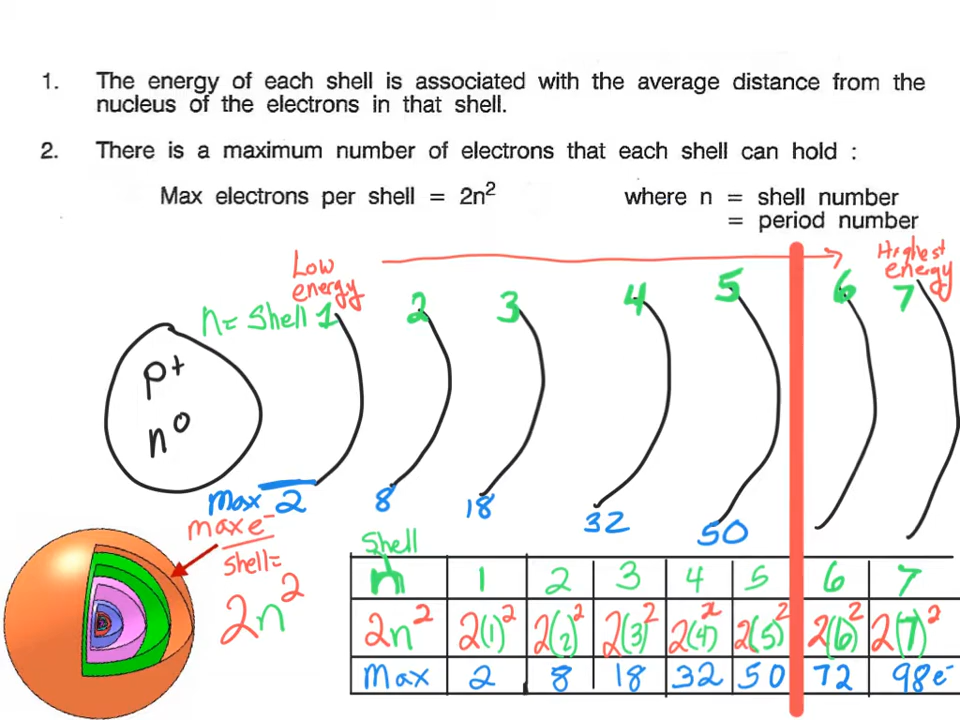 1. The energy of each shell is associated with the average distance from the
nucleus of the electrons in that shell.
2. There is a maximum number of electrons that each shell can hold :
Max electrons per shell = 2n² where n = shell number
= period number
Low
energy
Highest
energy
n = Shell 1 2 3 4 5 6 7
p+
n⁰
max 2 8 18 32 50
max e⁻
shell =
2n²
Shell
n 1 2 3 4 5 6 7
2n² 2(1)² 2(2)² 2(3)² 2(4)² 2(5)² 2(6)² 2(7)²
Max 2 8 18 32 50 72 98e⁻